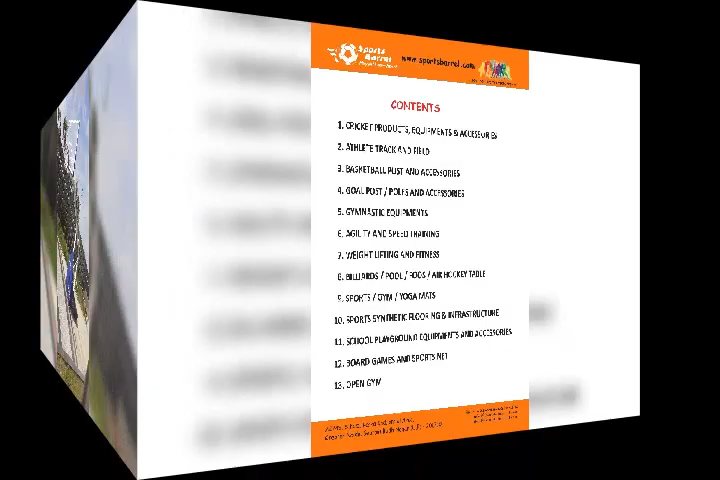 Sports
Barrel
www.sportsbarrel.com
CONTENTS
1. CRICKET PRODUCTS, EQUIPMENTS & ACCESSORIES
2. ATHLETE TRACK AND FIELD
3. BASKETBALL POST AND ACCESSORIES
4. GOAL POST / POLES AND ACCESSORIES
5. GYMNASTIC EQUIPMENTS
6. AGILITY AND SPEED TRAINING
7. WEIGHT LIFTING AND FITNESS
8. BILLIARDS / POOL / FOOS / AIR HOCKEY TABLE
9. SPORTS / GYM / YOGA MATS
10. SPORTS SYNTHETIC FLOORING & INFRASTRUCTURE
11. SCHOOL PLAYGROUND EQUIPMENTS AND ACCESSORIES
12. BOARD GAMES AND SPORTS NET
13. OPEN GYM